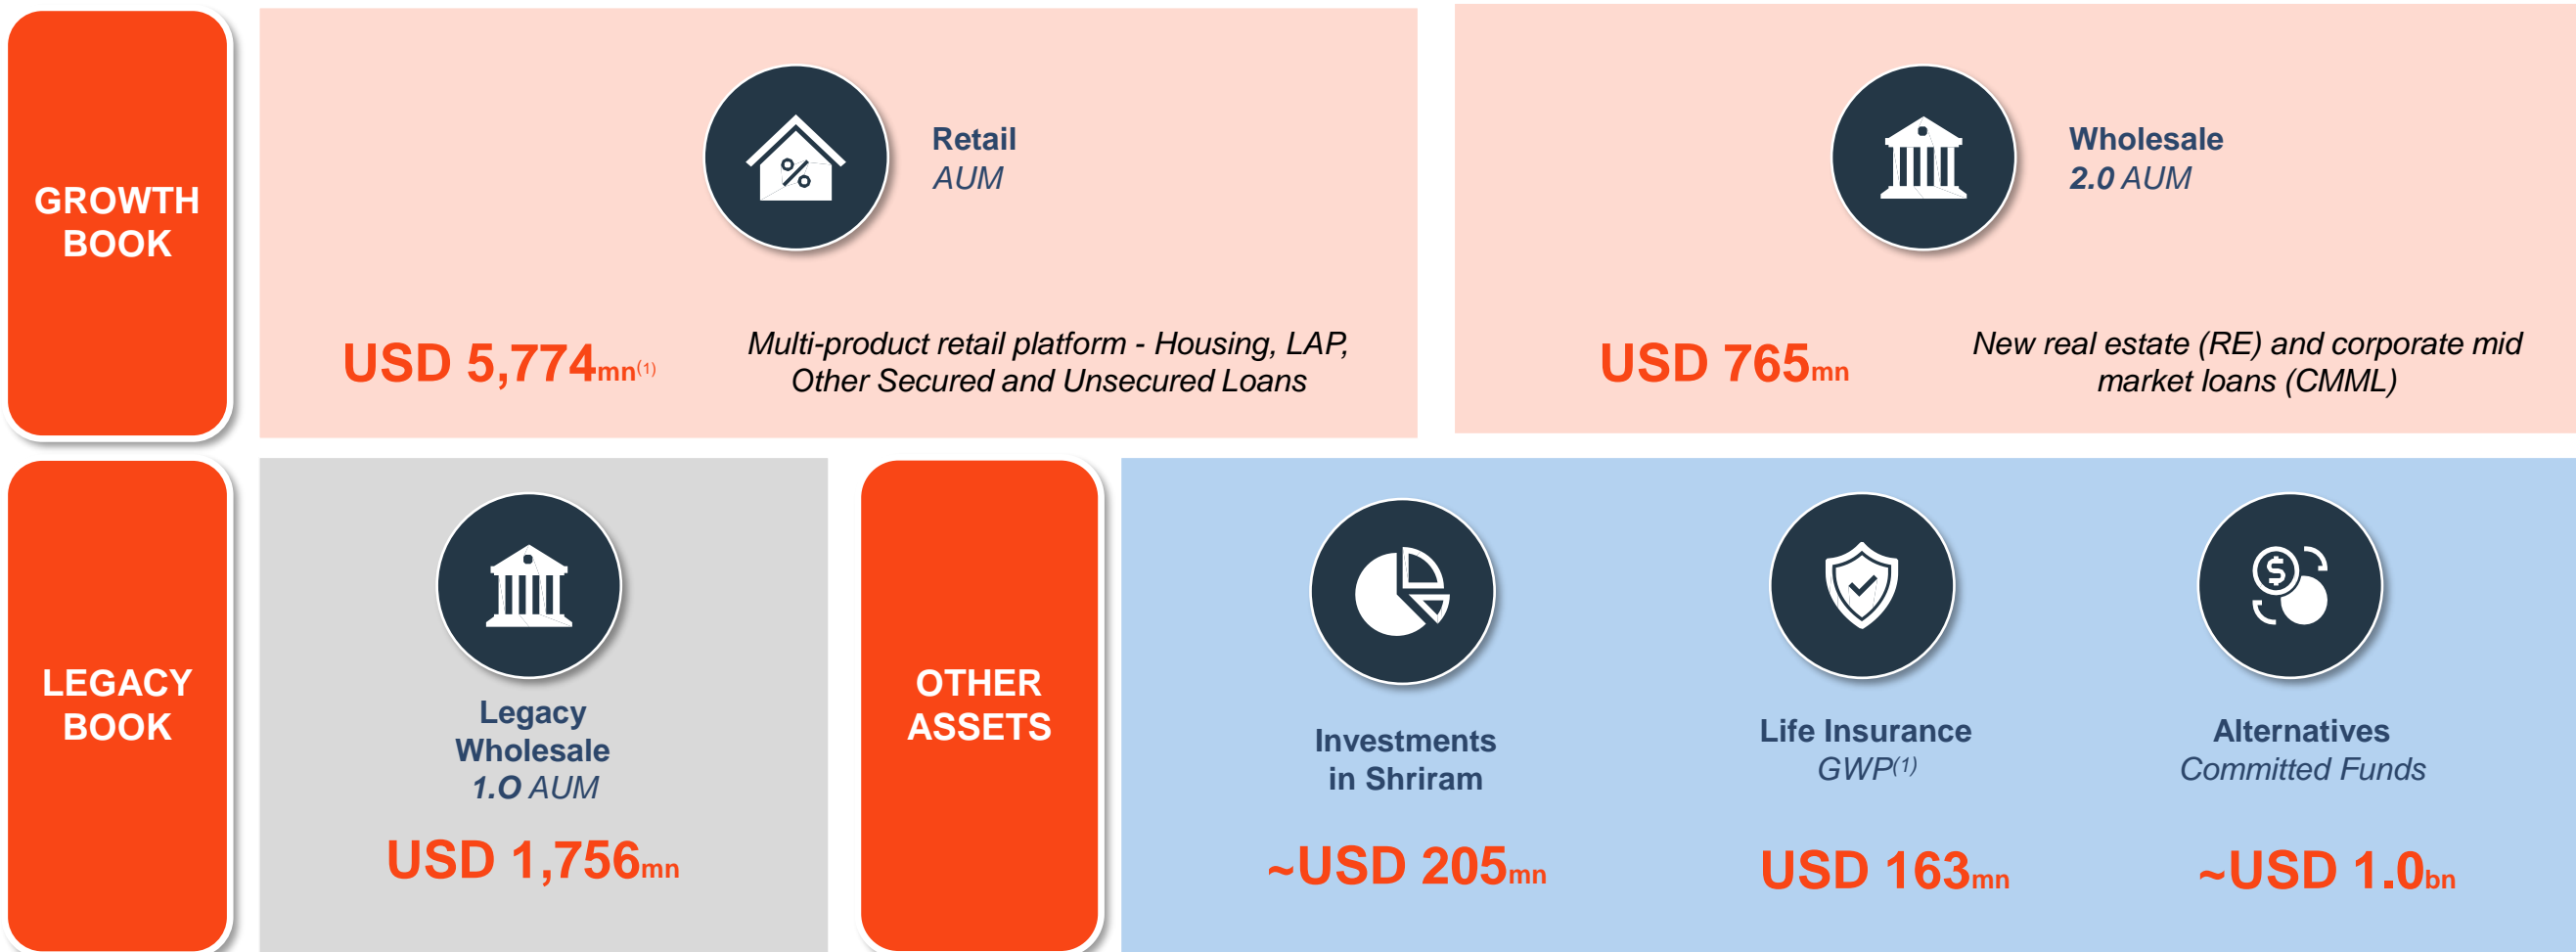 GROWTH
BOOK
Retail
AUM
USD 5,774mn(1)
Multi-product retail platform - Housing, LAP,
Other Secured and Unsecured Loans
Wholesale
2.0 AUM
USD 765mn
New real estate (RE) and corporate mid
market loans (CMML)
LEGACY
BOOK
Legacy
Wholesale
1.O AUM
USD 1,756mn
OTHER
ASSETS
Investments
in Shriram
~USD 205mn
Life Insurance
GWP(1)
USD 163mn
Alternatives
Committed Funds
~USD 1.0bn